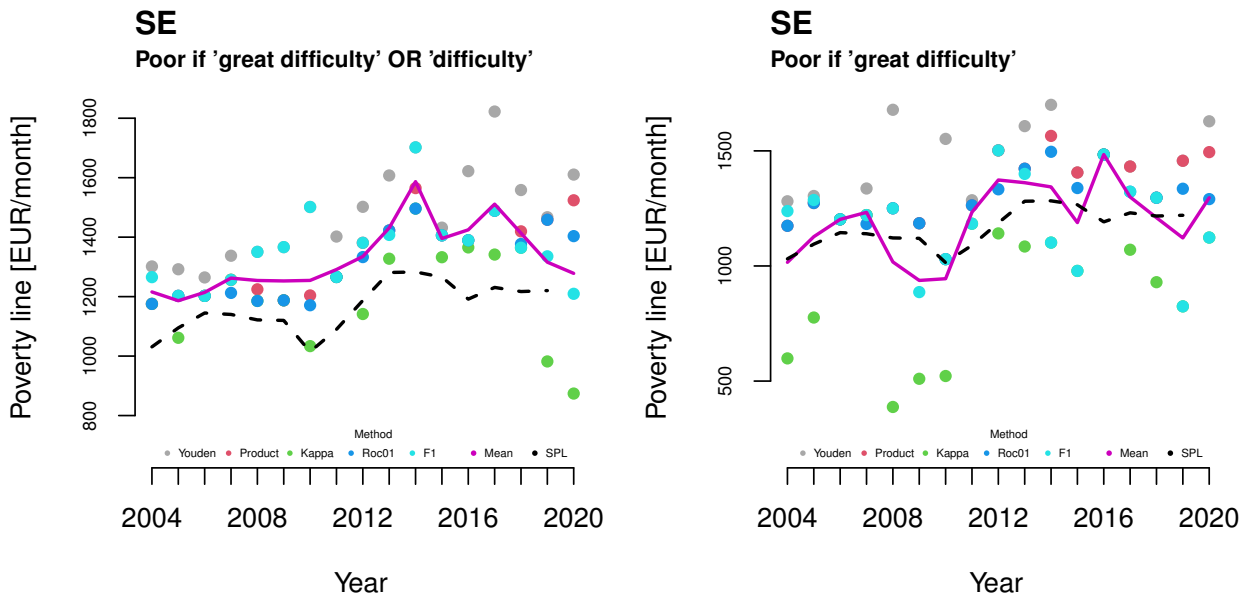 SE
Poor if ’great difficulty’ OR ’difficulty’
Poverty line [EUR/month]
1800
1600
1400
1200
1000
800
Method
Youden Product Kappa Roc01 F1 Mean SPL
2004 2008 2012 2016 2020
Year
SE
Poor if ’great difficulty’
Poverty line [EUR/month]
1500
1000
500
Method
Youden Product Kappa Roc01 F1 Mean SPL
2004 2008 2012 2016 2020
Year